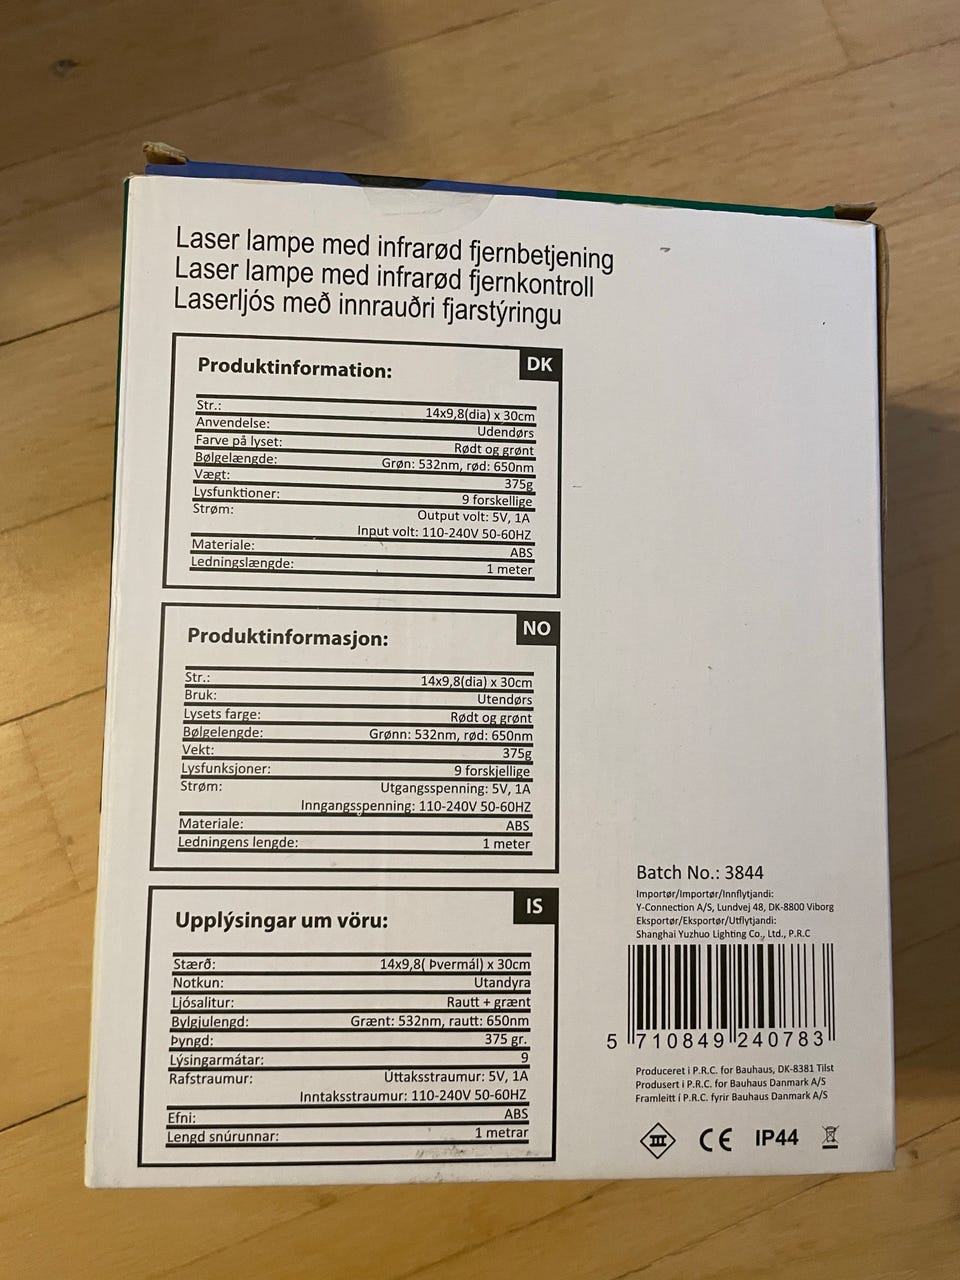 Laser lampe med infrarød fjernbetjening
Laser lampe med infrarød fjernkontroll
Laserljós með innrauðri fjarstýringu
DK
Produktinformation:
Str.: 14x9,8(dia) x 30cm
Anvendelse: Udendørs
Farve på lyset: Rødt og grønt
Bølgelængde: Grøn: 532nm, rød: 650nm
Vægt: 375g
Lysfunktioner: 9 forskellige
Strøm: Output volt: 5V, 1A
Input volt: 110-240V 50-60HZ
Materiale: ABS
Ledningslængde: 1 meter
NO
Produktinformasjon:
Str.: 14x9,8(dia) x 30cm
Bruk: Utendørs
Lysets farge: Rødt og grønt
Bølgelengde: Grønn: 532nm, rød: 650nm
Vekt: 375g
Lysfunksjoner: 9 forskjellige
Strøm: Utgangsspenning: 5V, 1A
Inngangsspenning: 110-240V 50-60HZ
Materiale: ABS
Ledningens lengde: 1 meter
IS
Upplýsingar um vöru:
Stærð: 14x9,8( Þvermál) x 30cm
Notkun: Utandyra
Ljósalitur: Rautt + grænt
Bylgjulengd: Grænt: 532nm, rautt: 650nm
Þyngd: 375 gr.
Lýsingarmátar: 9
Rafstraumur: Úttaksstraumur: 5V, 1A
Inntaksstraumur: 110-240V 50-60HZ
Efni: ABS
Lengd snúrunnar: 1 metrar
Batch No.: 3844
Importør/Importør/Innflytjandi:
Y-Connection A/S, Lundvej 48, DK-8800 Viborg
Eksportør/Eksportør/Útflytjandi:
Shanghai Yuzhuo Lighting Co., Ltd., P.R.C
5 710849 240783
Produceret i P.R.C. for Bauhaus, DK-8381 Tilst
Produsert i P.R.C. for Bauhaus Danmark A/S
Framleitt í P.R.C. fyrir Bauhaus Danmark A/S
III CE IP44